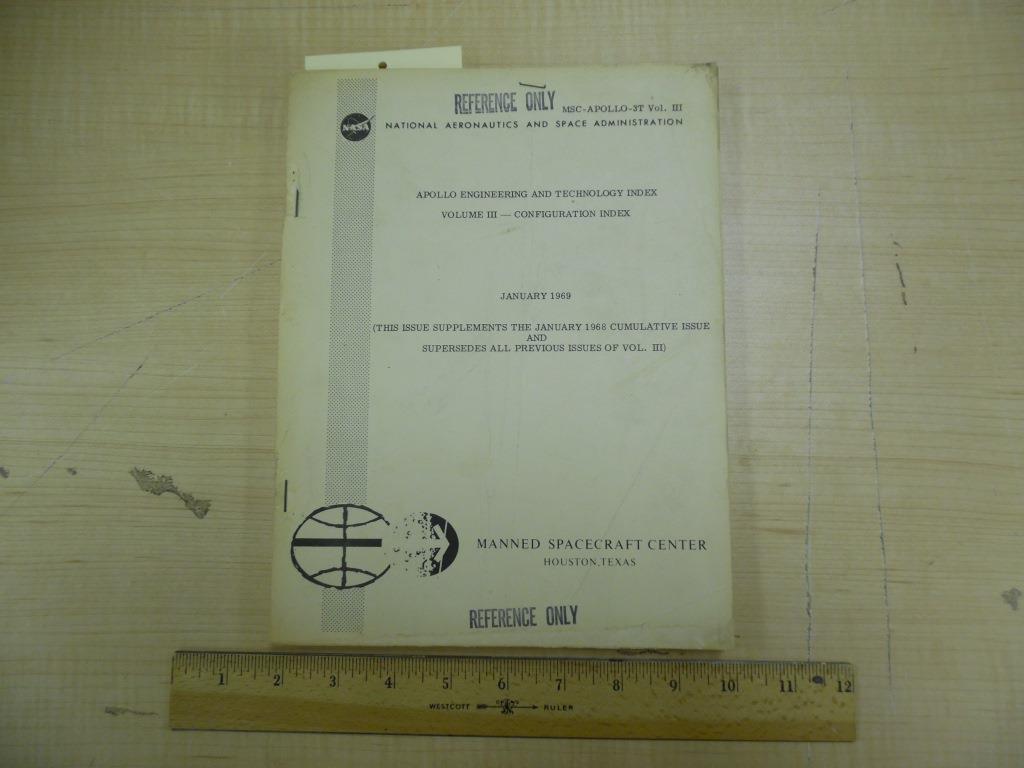 REFERENCE ONLY
MSC-APOLLO-3T Vol. III
NASA
NATIONAL AERONAUTICS AND SPACE ADMINISTRATION
APOLLO ENGINEERING AND TECHNOLOGY INDEX
VOLUME III — CONFIGURATION INDEX
JANUARY 1969
(THIS ISSUE SUPPLEMENTS THE JANUARY 1968 CUMULATIVE ISSUE
AND
SUPERSEDES ALL PREVIOUS ISSUES OF VOL. III)
MANNED SPACECRAFT CENTER
HOUSTON, TEXAS
REFERENCE ONLY
1 2 3 4 5 6 7 8 9 10 11 12
WESTCOTT RULER